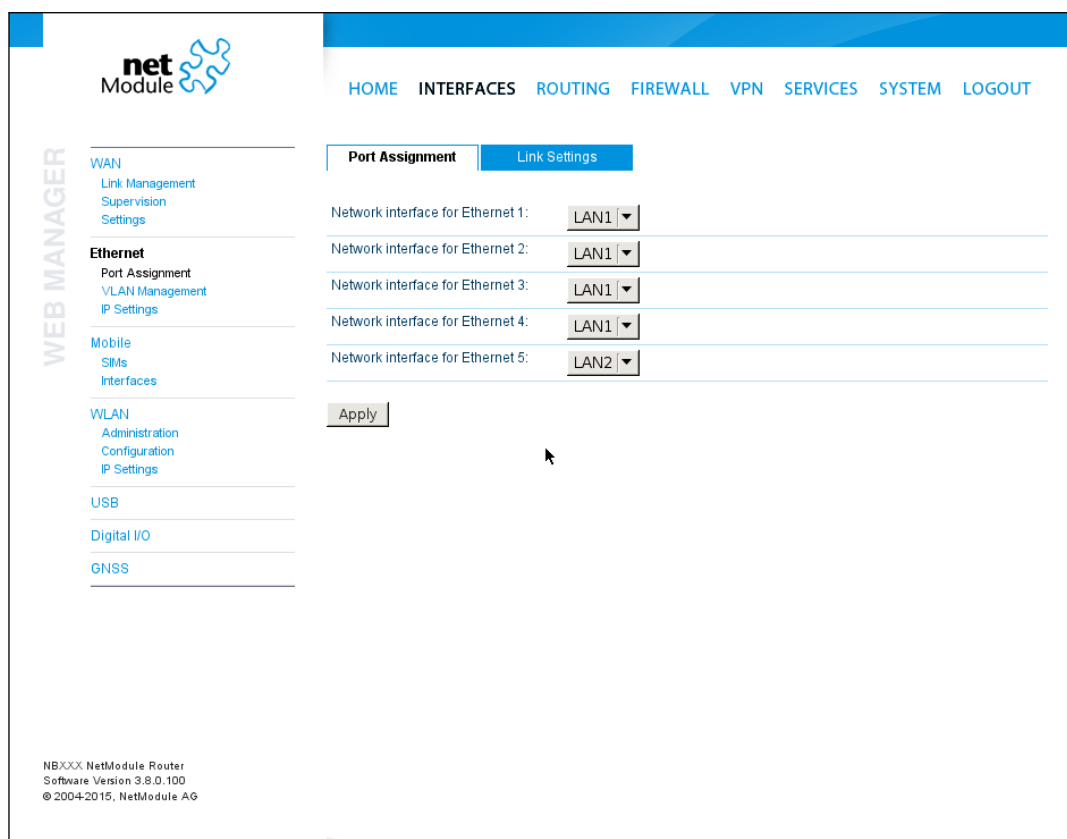 net
Module
HOME INTERFACES ROUTING FIREWALL VPN SERVICES SYSTEM LOGOUT
WEB MANAGER
WAN
Link Management
Supervision
Settings
Ethernet
Port Assignment
VLAN Management
IP Settings
Mobile
SIMs
Interfaces
WLAN
Administration
Configuration
IP Settings
USB
Digital I/O
GNSS
Port Assignment Link Settings
Network interface for Ethernet 1: LAN1
Network interface for Ethernet 2: LAN1
Network interface for Ethernet 3: LAN1
Network interface for Ethernet 4: LAN1
Network interface for Ethernet 5: LAN2
Apply
NBXXX NetModule Router
Software Version 3.8.0.100
© 2004-2015, NetModule AG